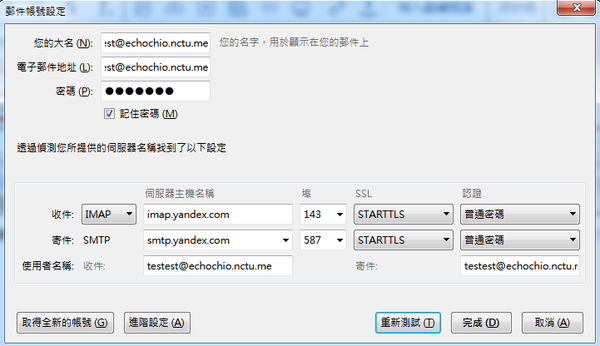 郵件帳號設定
您的大名 (N): est@echochio.nctu.me 您的名字，用於顯示在您的郵件上
電子郵件地址 (L): est@echochio.nctu.me
密碼 (P): ●●●●●●●
記住密碼 (M)
透過偵測您所提供的伺服器名稱找到了以下設定
伺服器主機名稱 埠 SSL 認證
收件: IMAP imap.yandex.com 143 STARTTLS 普通密碼
寄件: SMTP smtp.yandex.com 587 STARTTLS 普通密碼
使用者名稱: 收件: testest@echochio.nctu.me 寄件: testest@echochio.nctu.r
取得全新的帳號 (G) 進階設定 (A) 重新測試 (T) 完成 (D) 取消 (A)